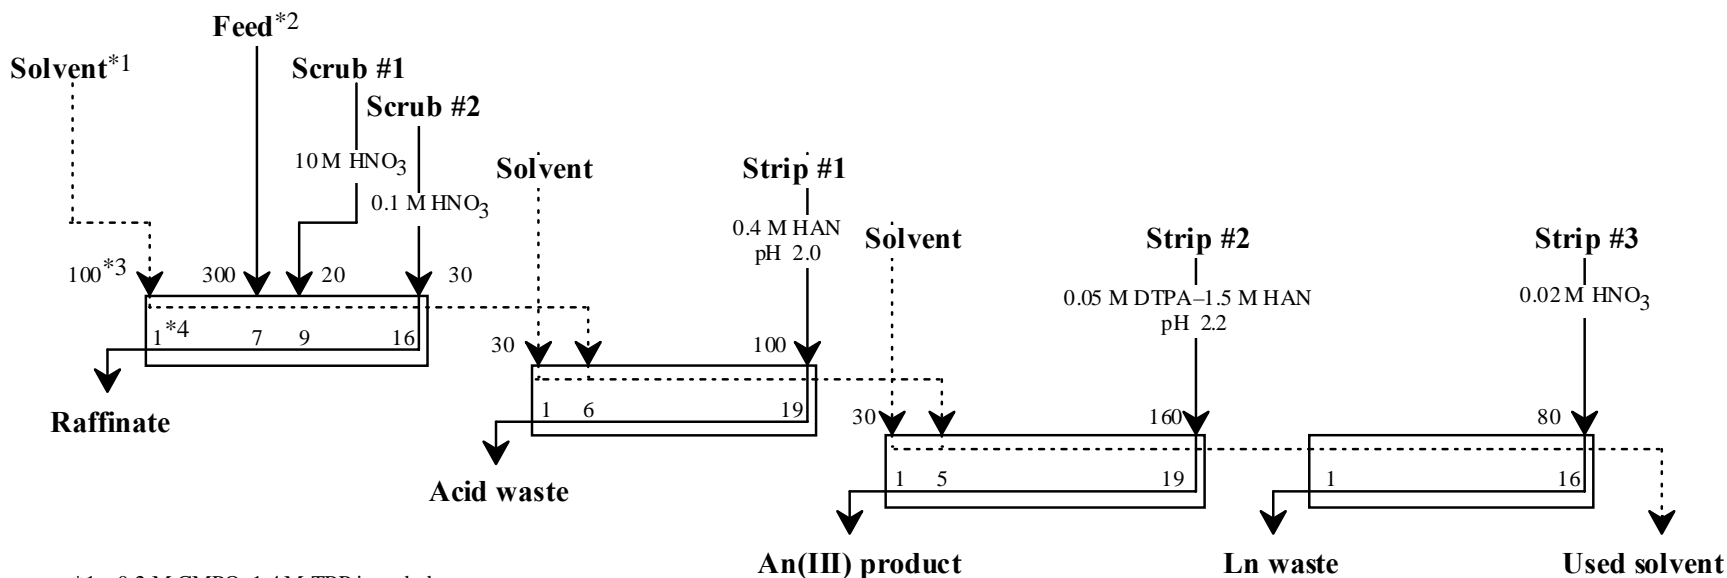 Feed*2
Solvent*1
Scrub #1
Scrub #2
10 M HNO3
Solvent
Strip #1
0.1 M HNO3
0.4 M HAN
pH 2.0
Solvent
Strip #2
Strip #3
100*3
300
20
30
0.05 M DTPA–1.5 M HAN
pH 2.2
0.02 M HNO3
1*4
7
9
16
30
100
Raffinate
1
6
19
30
160
80
Acid waste
1
5
19
1
16
An(III) product
Ln waste
Used solvent